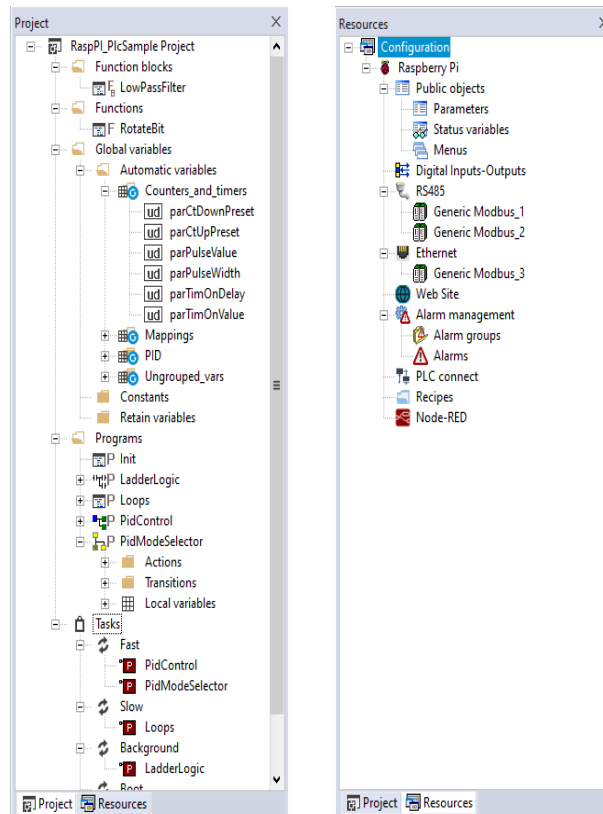 Project
RaspPI_PlcSample Project
Function blocks
LowPassFilter
Functions
F RotateBit
Global variables
Automatic variables
Counters_and_timers
ud parCtDownPreset
ud parCtUpPreset
ud parPulseValue
ud parPulseWidth
ud parTimOnDelay
ud parTimOnValue
Mappings
PID
Ungrouped_vars
Constants
Retain variables
Programs
P Init
P LadderLogic
P Loops
P PidControl
P PidModeSelector
Actions
Transitions
Local variables
Tasks
Fast
P PidControl
P PidModeSelector
Slow
P Loops
Background
P LadderLogic
Boot
Project Resources
Resources
Configuration
Raspberry Pi
Public objects
Parameters
Status variables
Menus
Digital Inputs-Outputs
RS485
Generic Modbus_1
Generic Modbus_2
Ethernet
Generic Modbus_3
Web Site
Alarm management
Alarm groups
Alarms
PLC connect
Recipes
Node-RED
Project Resources